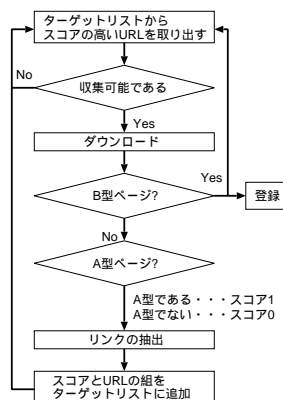 ターゲットリストから
スコアの高いURLを取り出す
No
収集可能である
Yes
ダウンロード
Yes
B型ページ?
登録
No
A型ページ?
A型である・・・スコア1
A型でない・・・スコア0
リンクの抽出
スコアとURLの組を
ターゲットリストに追加